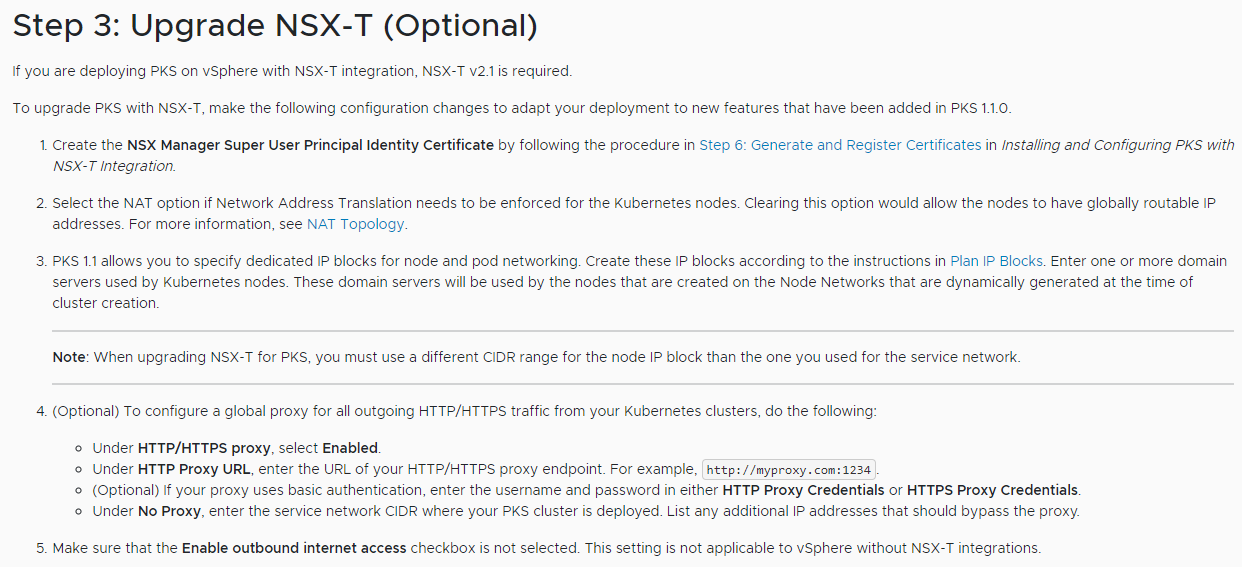 Step 3: Upgrade NSX-T (Optional)
If you are deploying PKS on vSphere with NSX-T integration, NSX-T v2.1 is required.
To upgrade PKS with NSX-T, make the following configuration changes to adapt your deployment to new features that have been added in PKS 1.1.0.
1. Create the NSX Manager Super User Principal Identity Certificate by following the procedure in Step 6: Generate and Register Certificates in Installing and Configuring PKS with
NSX-T Integration.
2. Select the NAT option if Network Address Translation needs to be enforced for the Kubernetes nodes. Clearing this option would allow the nodes to have globally routable IP
addresses. For more information, see NAT Topology.
3. PKS 1.1 allows you to specify dedicated IP blocks for node and pod networking. Create these IP blocks according to the instructions in Plan IP Blocks. Enter one or more domain
servers used by Kubernetes nodes. These domain servers will be used by the nodes that are created on the Node Networks that are dynamically generated at the time of
cluster creation.
Note: When upgrading NSX-T for PKS, you must use a different CIDR range for the node IP block than the one you used for the service network.
4. (Optional) To configure a global proxy for all outgoing HTTP/HTTPS traffic from your Kubernetes clusters, do the following:
◦ Under HTTP/HTTPS proxy, select Enabled.
◦ Under HTTP Proxy URL, enter the URL of your HTTP/HTTPS proxy endpoint. For example, http://myproxy.com:1234.
◦ (Optional) If your proxy uses basic authentication, enter the username and password in either HTTP Proxy Credentials or HTTPS Proxy Credentials.
◦ Under No Proxy, enter the service network CIDR where your PKS cluster is deployed. List any additional IP addresses that should bypass the proxy.
5. Make sure that the Enable outbound internet access checkbox is not selected. This setting is not applicable to vSphere without NSX-T integrations.